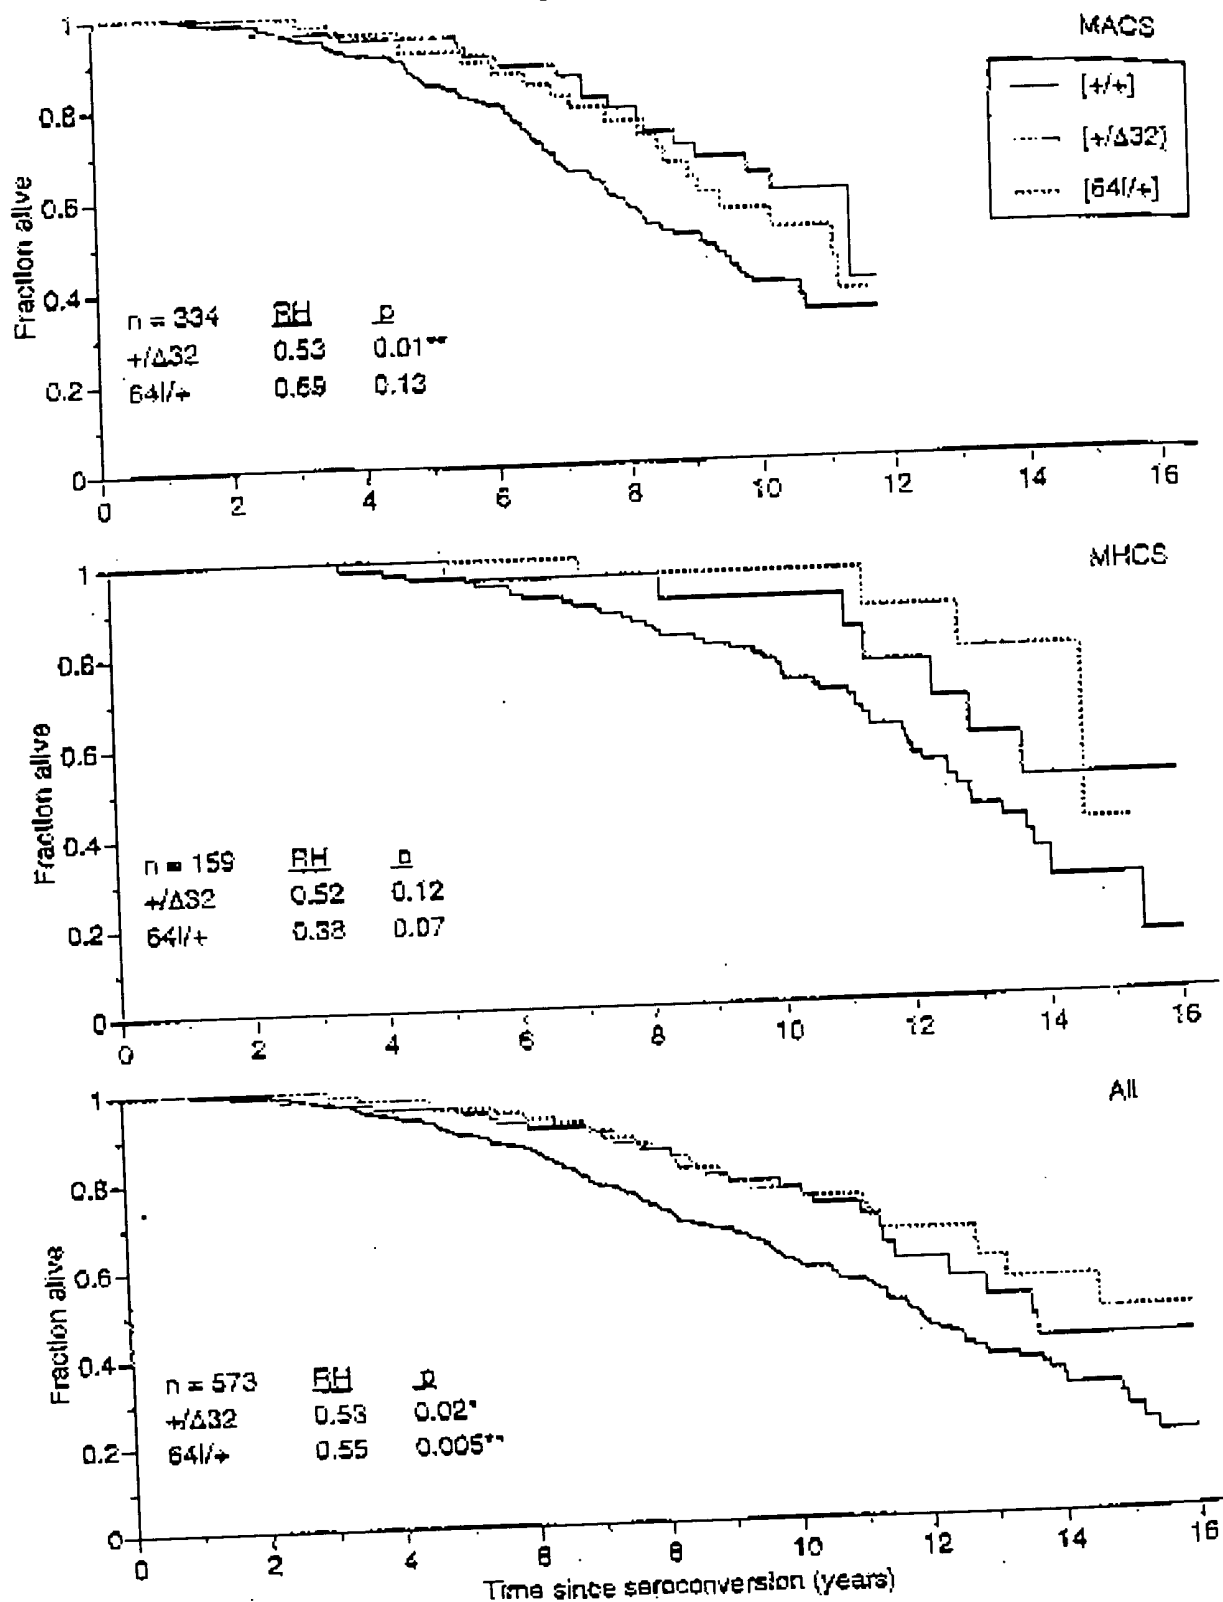 MACS
[+/+]
[+/Δ32]
[64I/+]
1
0.8
0.6
0.4
0.2
0
Fraction alive
n = 334 RH p
+/Δ32 0.53 0.01**
64I/+ 0.69 0.13
0 2 4 6 8 10 12 14 16
MHCS
1
0.8
0.6
0.4
0.2
0
Fraction alive
n = 159 RH p
+/Δ32 0.52 0.12
64I/+ 0.38 0.07
0 2 4 6 8 10 12 14 16
All
1
0.8
0.6
0.4
0.2
0
Fraction alive
n = 573 RH p
+/Δ32 0.53 0.02*
64I/+ 0.55 0.005**
0 2 4 6 8 10 12 14 16
Time since seroconversion (years)